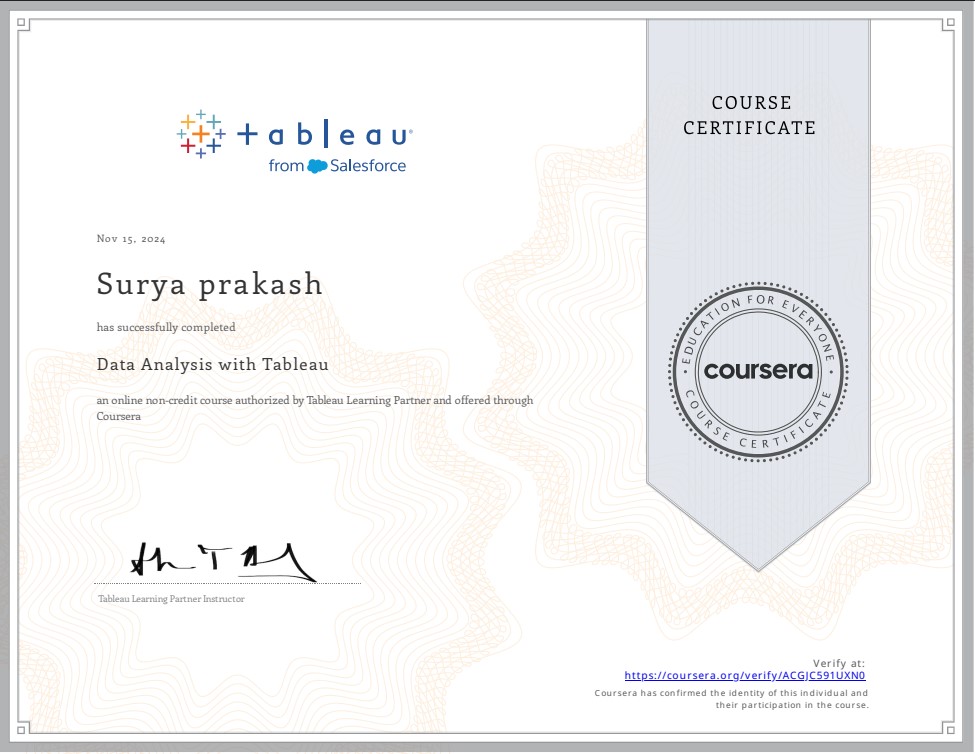 +ableau®
from Salesforce
COURSE
CERTIFICATE
Nov 15, 2024
Surya prakash
has successfully completed
Data Analysis with Tableau
an online non-credit course authorized by Tableau Learning Partner and offered through
Coursera
EDUCATION FOR EVERYONE
coursera
COURSE CERTIFICATE
Tableau Learning Partner Instructor
Verify at:
https://coursera.org/verify/ACGJC591UXN0
Coursera has confirmed the identity of this individual and
their participation in the course.